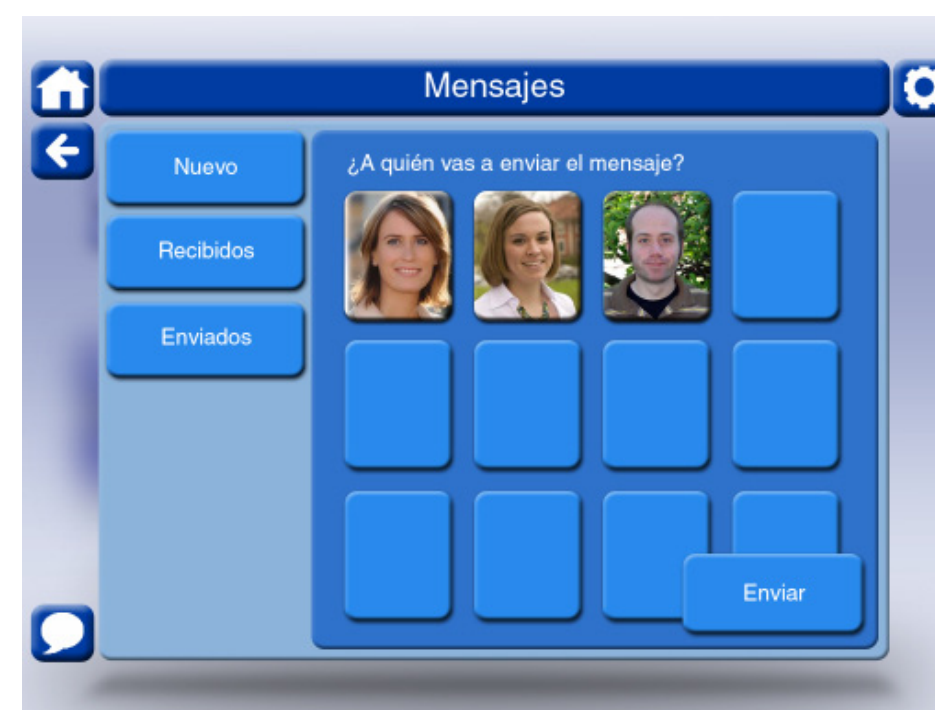 Mensajes
Nuevo
¿A quién vas a enviar el mensaje?
Recibidos
Enviados
Enviar